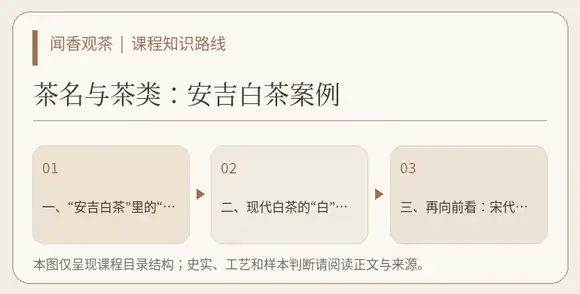 闻香观茶｜课程知识路线
茶名与茶类：安吉白茶案例
01
一、“安吉白茶”里的“…
02
二、现代白茶的“白”…
03
三、再向前看：宋代…
本图仅呈现课程目录结构；史实、工艺和样本判断请阅读正文与来源。